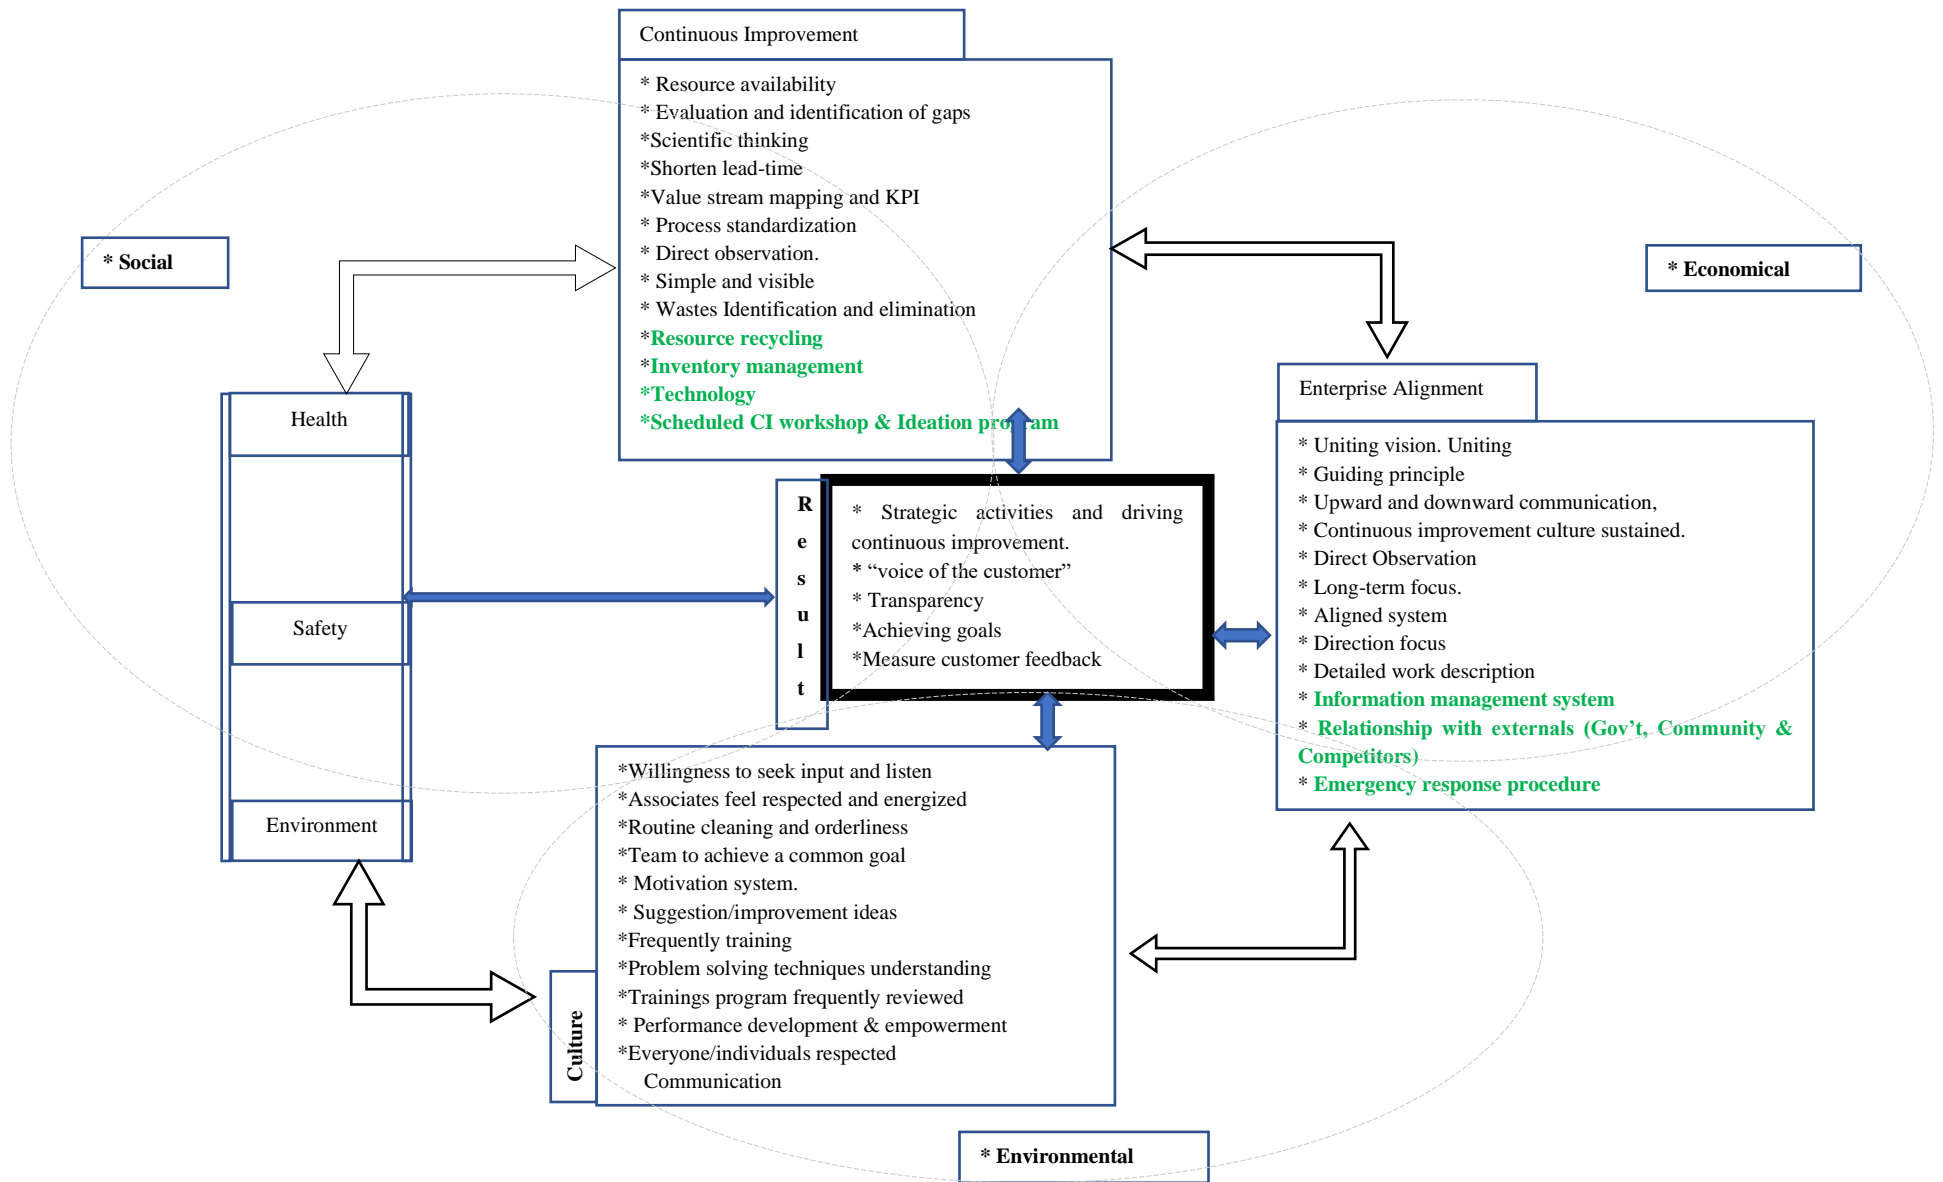 Continuous Improvement
* Resource availability
* Evaluation and identification of gaps
*Scientific thinking
*Shorten lead-time
*Value stream mapping and KPI
* Process standardization
* Direct observation.
* Simple and visible
* Wastes Identification and elimination
*Resource recycling
*Inventory management
*Technology
*Scheduled CI workshop & Ideation program
* Social
* Economical
Health
Safety
Environment
Enterprise Alignment
* Uniting vision. Uniting
* Guiding principle
* Upward and downward communication,
* Continuous improvement culture sustained.
* Direct Observation
* Long-term focus.
* Aligned system
* Direction focus
* Detailed work description
* Information management system
* Relationship with externals (Gov’t, Community &
Competitors)
* Emergency response procedure
Result
* Strategic activities and driving
continuous improvement.
* “voice of the customer”
* Transparency
*Achieving goals
*Measure customer feedback
Culture
*Willingness to seek input and listen
*Associates feel respected and energized
*Routine cleaning and orderliness
*Team to achieve a common goal
* Motivation system.
* Suggestion/improvement ideas
*Frequently training
*Problem solving techniques understanding
*Trainings program frequently reviewed
* Performance development & empowerment
*Everyone/individuals respected
Communication
* Environmental